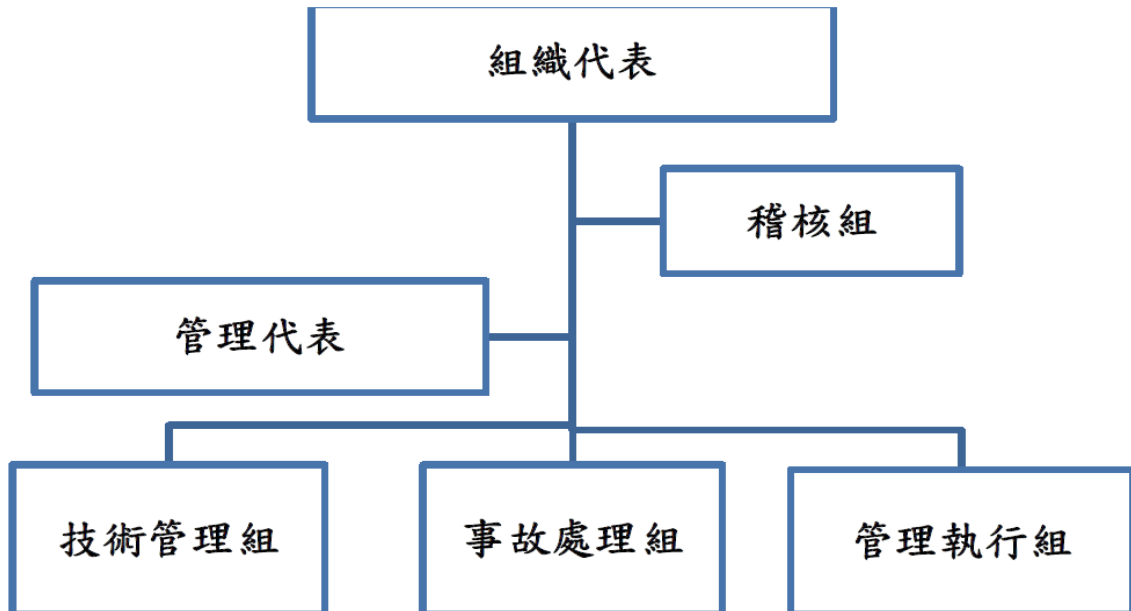 組織代表
稽核組
管理代表
技術管理組
事故處理組
管理執行組